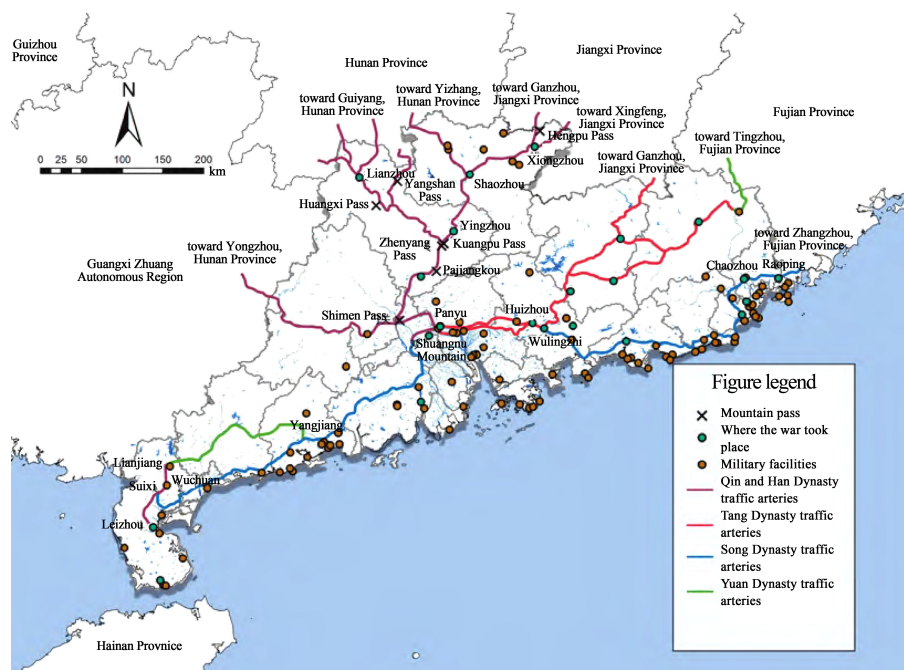 Guizhou
Province
Hunan Province
Jiangxi Province
Fujian Province
N
0 25 50 100 150 200
km
toward Guiyang,
Hunan Province
toward Yizhang,
Hunan Province
toward Ganzhou,
Jiangxi Province
toward Xingfeng,
Jiangxi Province
Hengpu Pass
toward Tingzhou,
Fujian Province
toward Ganzhou,
Jiangxi Province
Xiongzhou
Lianzhou
Yangshan
Pass
Shaozhou
Huangxi Pass
Yingzhou
Zhenyang
Pass
Kuangpu Pass
toward Zhangzhou,
Fujian Province
Guangxi Zhuang
Autonomous Region
toward Yongzhou,
Hunan Province
Pajiangkou
Chaozhou
Raoping
Shimen Pass
Panyu
Huizhou
Wulingzhi
Shuangnu
Mountain
Yangjiang
Lianjiang
Suixi
Wuchuan
Leizhou
Hainan Provnice
Figure legend
Mountain pass
Where the war took
place
Military facilities
Qin and Han Dynasty
traffic arteries
Tang Dynasty traffic
arteries
Song Dynasty traffic
arteries
Yuan Dynasty traffic
arteries